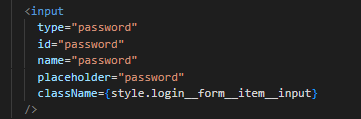 <input
type="password"
id="password"
name="password"
placeholder="password"
className={style.login__form__item__input}
/>